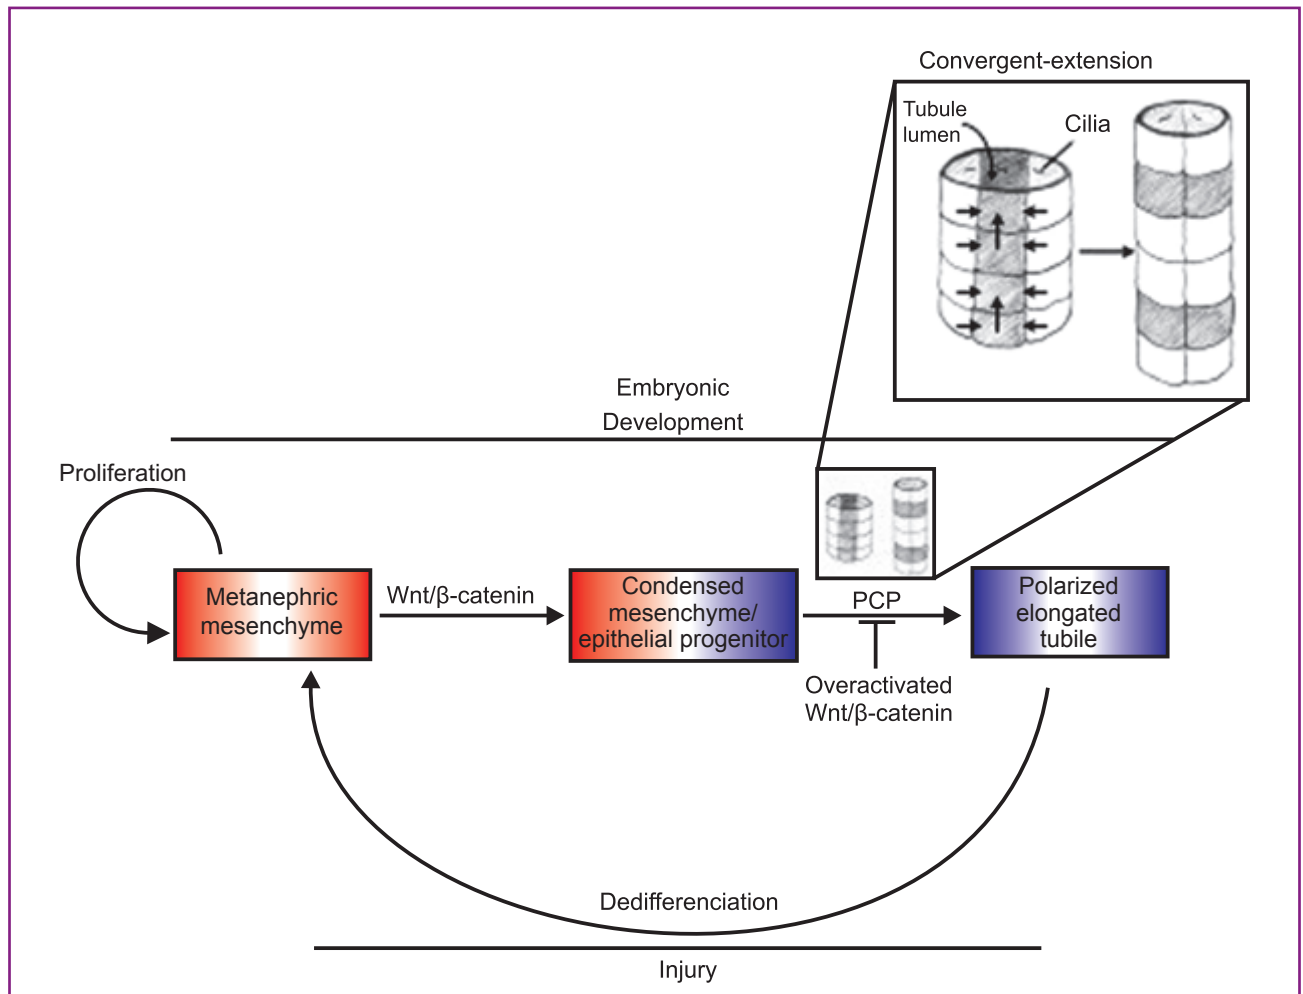 Convergent-extension
Tubule
lumen
Cilia
Embryonic
Development
Proliferation
Metanephric
mesenchyme
Wnt/β-catenin
Condensed
mesenchyme/
epithelial progenitor
PCP
Polarized
elongated
tubile
Overactivated
Wnt/β-catenin
Dedifferenciation
Injury